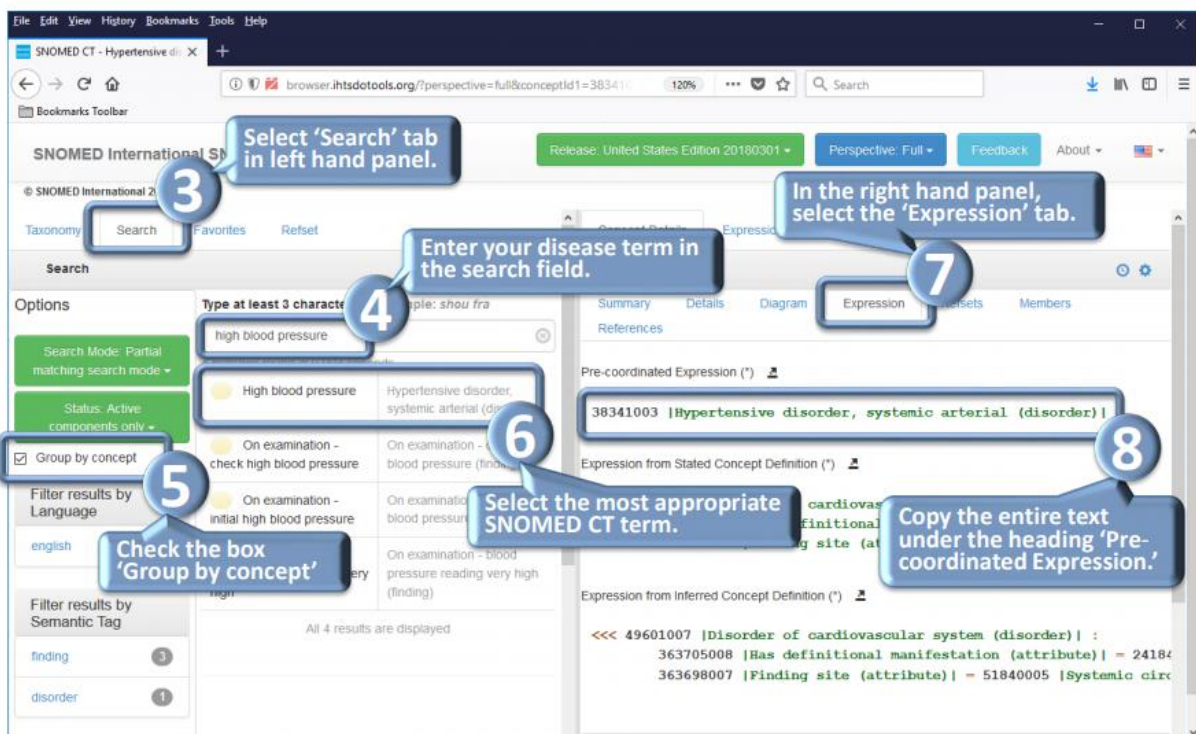 File Edit View History Bookmarks Tools Help
SNOMED CT - Hypertensive dis
browser.ihtsdotools.org/?perspective=full&conceptId1=38341 120% Search
Bookmarks Toolbar
SNOMED International SN
Release: United States Edition 20180301 Perspective: Full Feedback About
© SNOMED International 2
3
Select 'Search' tab
in left hand panel.
Taxonomy Search Favorites Refset
Search
Options
Search Mode: Partial
matching search mode
Status: Active
components only
Group by concept
5
Check the box
'Group by concept'
Filter results by
Language
english
Filter results by
Semantic Tag
finding 3
disorder 1
4
Enter your disease term in
the search field.
Type at least 3 characte
shou fra
high blood pressure
High blood pressure
Hypertensive disorder,
systemic arterial
On examination -
check high blood pressure
On examination -
blood pressure
On examination -
initial high blood pressure
blood pressure
high
On examination - blood
pressure reading very high
(finding)
All 4 results are displayed
6
Select the most appropriate
SNOMED CT term.
7
In the right hand panel,
select the 'Expression' tab.
Summary Details Diagram Expression Refsets Members
References
Pre-coordinated Expression (*)
38341003 |Hypertensive disorder, systemic arterial (disorder)|
8
Copy the entire text
under the heading 'Pre-
coordinated Expression.'
Expression from Stated Concept Definition (*)
Expression from Inferred Concept Definition (*)
<<< 49601007 |Disorder of cardiovascular system (disorder)| :
363705008 |Has definitional manifestation (attribute)| = 24184
363698007 |Finding site (attribute)| = 51840005 |Systemic circ